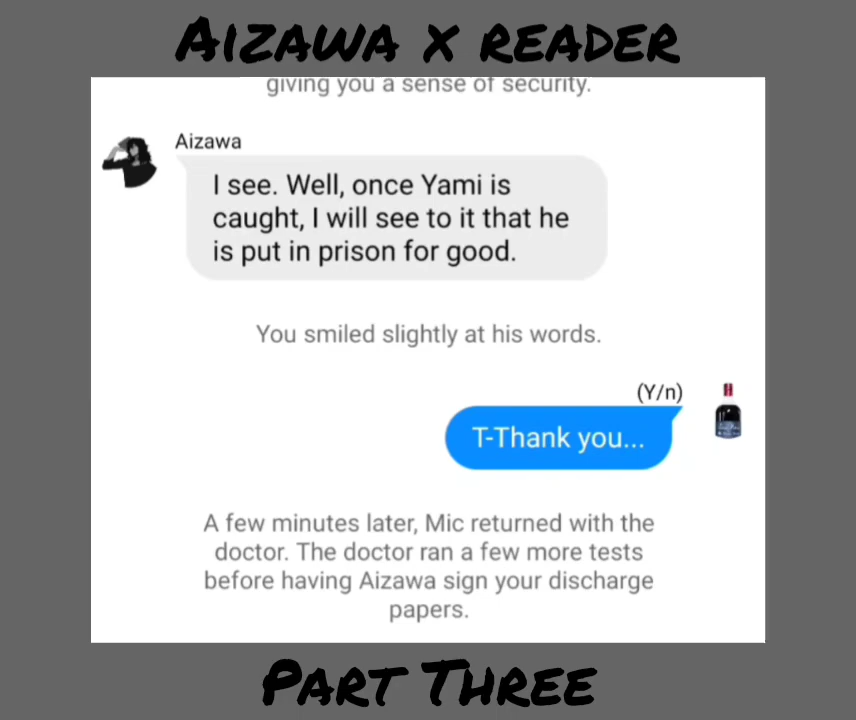 AIZAWA X READER
giving you a sense of security.
Aizawa
I see. Well, once Yami is
caught, I will see to it that he
is put in prison for good.
You smiled slightly at his words.
(Y/n)
T-Thank you...
A few minutes later, Mic returned with the
doctor. The doctor ran a few more tests
before having Aizawa sign your discharge
papers.
PART THREE